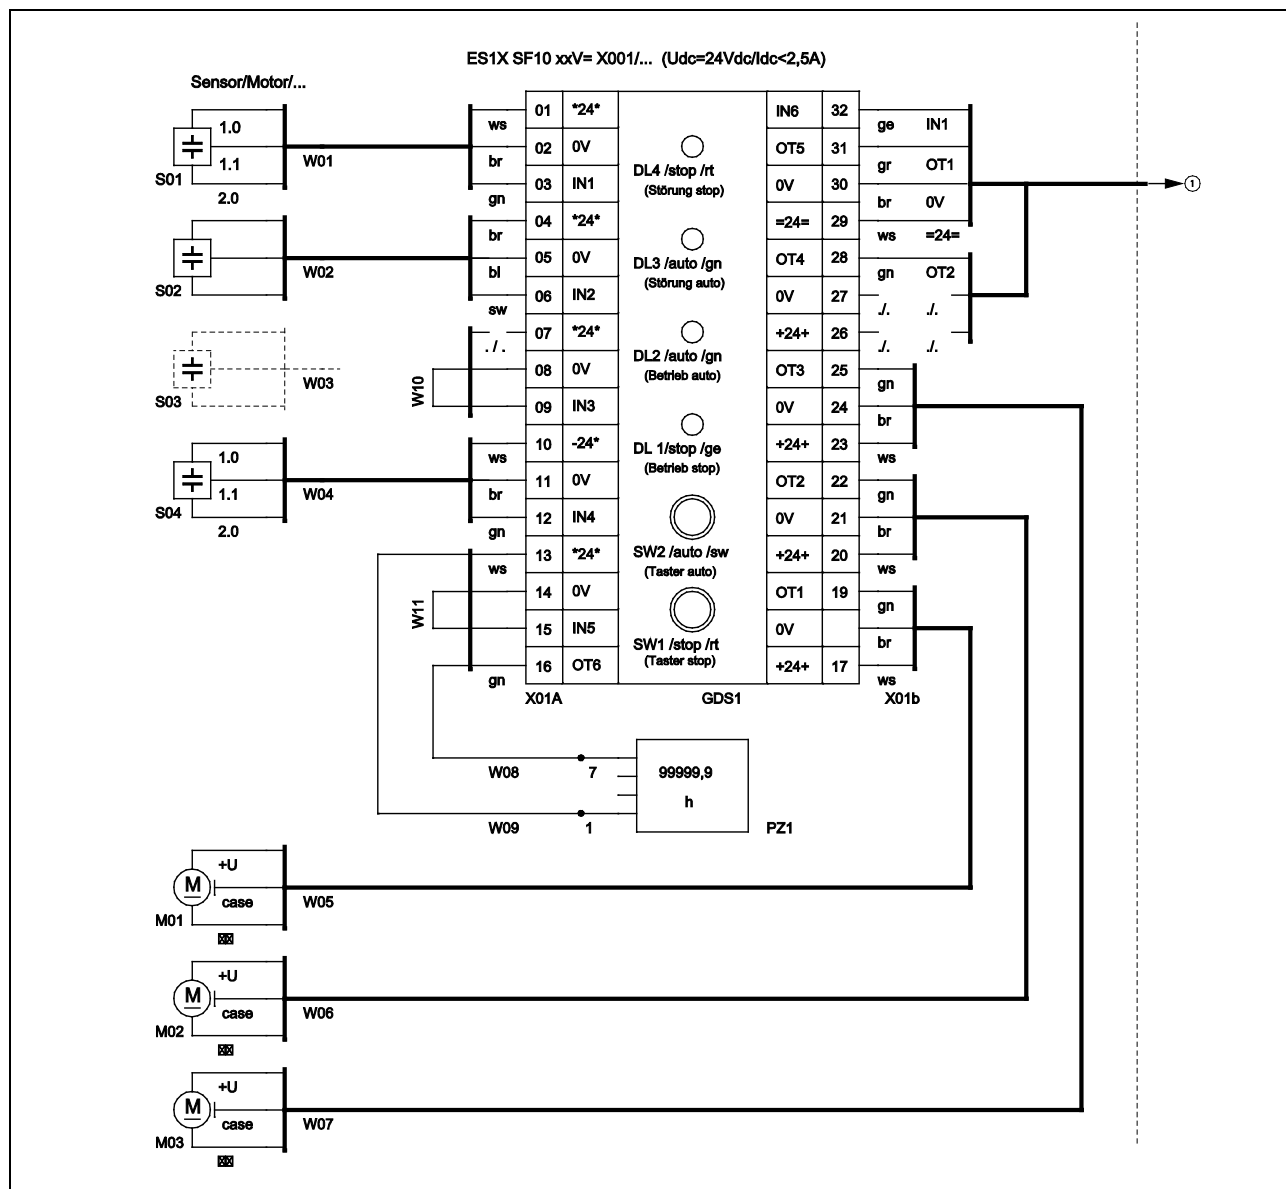 ES1X SF10 xxV= X001/... (Udc=24Vdc/Idc<2,5A)
Sensor/Motor/...
1.0
1.1
2.0
S01
W01
S02
W02
S03
W03
W10
1.0
1.1
2.0
S04
W04
W11
ws
br
gn
br
bl
sw
. / .
ws
br
gn
ws
gn
01 *24*
02 0V
03 IN1
04 *24*
05 0V
06 IN2
07 *24*
08 0V
09 IN3
10 -24*
11 0V
12 IN4
13 *24*
14 0V
15 IN5
16 OT6
X01A
DL4 /stop /rt
(Störung stop)
DL3 /auto /gn
(Störung auto)
DL2 /auto /gn
(Betrieb auto)
DL 1/stop /ge
(Betrieb stop)
SW2 /auto /sw
(Taster auto)
SW1 /stop /rt
(Taster stop)
GDS1
IN6 32
OT5 31
0V 30
=24= 29
OT4 28
0V 27
+24+ 26
OT3 25
0V 24
+24+ 23
OT2 22
0V 21
+24+ 20
OT1 19
0V
+24+ 17
X01b
ge IN1
gr OT1
br 0V
ws =24=
gn OT2
./. ./.
./. ./.
gn
br
ws
gn
br
ws
gn
br
ws
1
W08 7
W09 1
99999,9
h
PZ1
+U
case
M01
W05
+U
case
M02
W06
+U
case
M03
W07